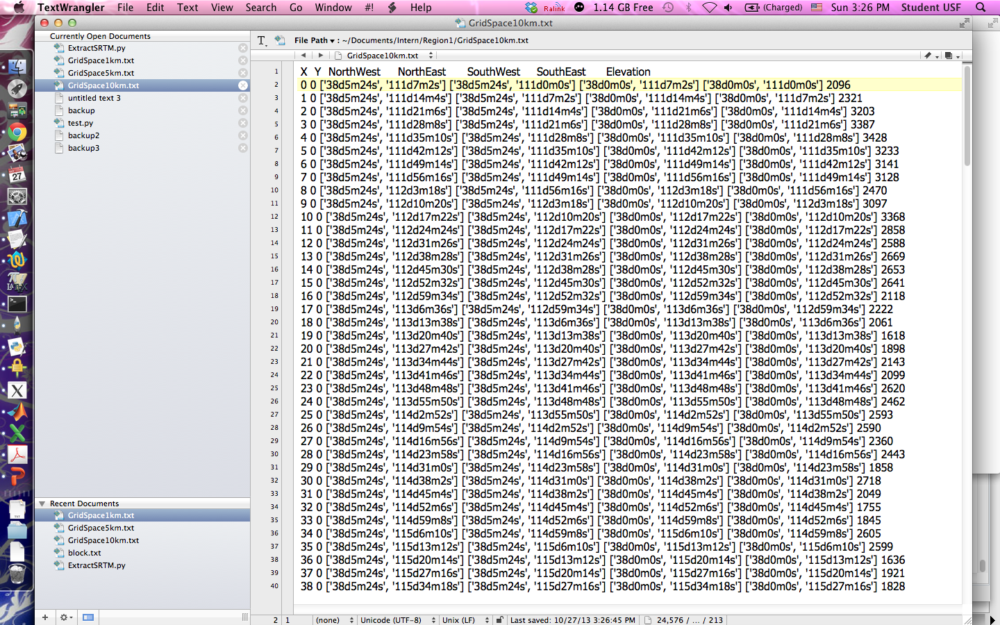 TextWrangler File Edit Text View Search Go Window #! Help Ralink 1.14 GB Free (Charged) Sun 3:26 PM Student USF
GridSpace10km.txt
Currently Open Documents
ExtractSRTM.py
GridSpace1km.txt
GridSpace5km.txt
GridSpace10km.txt
untitled text 3
backup
test.py
backup2
backup3
Recent Documents
GridSpace1km.txt
GridSpace5km.txt
GridSpace10km.txt
block.txt
ExtractSRTM.py
File Path : ~/Documents/Intern/Region1/GridSpace10km.txt
GridSpace10km.txt
1 X Y NorthWest NorthEast SouthWest SouthEast Elevation
2 0 0 ['38d5m24s', '111d7m2s'] ['38d5m24s', '111d0m0s'] ['38d0m0s', '111d7m2s'] ['38d0m0s', '111d0m0s'] 2096
3 1 0 ['38d5m24s', '111d14m4s'] ['38d5m24s', '111d7m2s'] ['38d0m0s', '111d14m4s'] ['38d0m0s', '111d7m2s'] 2321
4 2 0 ['38d5m24s', '111d21m6s'] ['38d5m24s', '111d14m4s'] ['38d0m0s', '111d21m6s'] ['38d0m0s', '111d14m4s'] 3203
5 3 0 ['38d5m24s', '111d28m8s'] ['38d5m24s', '111d21m6s'] ['38d0m0s', '111d28m8s'] ['38d0m0s', '111d21m6s'] 3387
6 4 0 ['38d5m24s', '111d35m10s'] ['38d5m24s', '111d28m8s'] ['38d0m0s', '111d35m10s'] ['38d0m0s', '111d28m8s'] 3428
7 5 0 ['38d5m24s', '111d42m12s'] ['38d5m24s', '111d35m10s'] ['38d0m0s', '111d42m12s'] ['38d0m0s', '111d35m10s'] 3233
8 6 0 ['38d5m24s', '111d49m14s'] ['38d5m24s', '111d42m12s'] ['38d0m0s', '111d49m14s'] ['38d0m0s', '111d42m12s'] 3141
9 7 0 ['38d5m24s', '111d56m16s'] ['38d5m24s', '111d49m14s'] ['38d0m0s', '111d56m16s'] ['38d0m0s', '111d49m14s'] 3128
10 8 0 ['38d5m24s', '112d3m18s'] ['38d5m24s', '111d56m16s'] ['38d0m0s', '112d3m18s'] ['38d0m0s', '111d56m16s'] 2470
11 9 0 ['38d5m24s', '112d10m20s'] ['38d5m24s', '112d3m18s'] ['38d0m0s', '112d10m20s'] ['38d0m0s', '112d3m18s'] 3097
12 10 0 ['38d5m24s', '112d17m22s'] ['38d5m24s', '112d10m20s'] ['38d0m0s', '112d17m22s'] ['38d0m0s', '112d10m20s'] 3368
13 11 0 ['38d5m24s', '112d24m24s'] ['38d5m24s', '112d17m22s'] ['38d0m0s', '112d24m24s'] ['38d0m0s', '112d17m22s'] 2858
14 12 0 ['38d5m24s', '112d31m26s'] ['38d5m24s', '112d24m24s'] ['38d0m0s', '112d31m26s'] ['38d0m0s', '112d24m24s'] 2588
15 13 0 ['38d5m24s', '112d38m28s'] ['38d5m24s', '112d31m26s'] ['38d0m0s', '112d38m28s'] ['38d0m0s', '112d31m26s'] 2669
16 14 0 ['38d5m24s', '112d45m30s'] ['38d5m24s', '112d38m28s'] ['38d0m0s', '112d45m30s'] ['38d0m0s', '112d38m28s'] 2653
17 15 0 ['38d5m24s', '112d52m32s'] ['38d5m24s', '112d45m30s'] ['38d0m0s', '112d52m32s'] ['38d0m0s', '112d45m30s'] 2641
18 16 0 ['38d5m24s', '112d59m34s'] ['38d5m24s', '112d52m32s'] ['38d0m0s', '112d59m34s'] ['38d0m0s', '112d52m32s'] 2118
19 17 0 ['38d5m24s', '113d6m36s'] ['38d5m24s', '112d59m34s'] ['38d0m0s', '113d6m36s'] ['38d0m0s', '112d59m34s'] 2222
20 18 0 ['38d5m24s', '113d13m38s'] ['38d5m24s', '113d6m36s'] ['38d0m0s', '113d13m38s'] ['38d0m0s', '113d6m36s'] 2061
21 19 0 ['38d5m24s', '113d20m40s'] ['38d5m24s', '113d13m38s'] ['38d0m0s', '113d20m40s'] ['38d0m0s', '113d13m38s'] 1618
22 20 0 ['38d5m24s', '113d27m42s'] ['38d5m24s', '113d20m40s'] ['38d0m0s', '113d27m42s'] ['38d0m0s', '113d20m40s'] 1898
23 21 0 ['38d5m24s', '113d34m44s'] ['38d5m24s', '113d27m42s'] ['38d0m0s', '113d34m44s'] ['38d0m0s', '113d27m42s'] 2143
24 22 0 ['38d5m24s', '113d41m46s'] ['38d5m24s', '113d34m44s'] ['38d0m0s', '113d41m46s'] ['38d0m0s', '113d34m44s'] 2099
25 23 0 ['38d5m24s', '113d48m48s'] ['38d5m24s', '113d41m46s'] ['38d0m0s', '113d48m48s'] ['38d0m0s', '113d41m46s'] 2620
26 24 0 ['38d5m24s', '113d55m50s'] ['38d5m24s', '113d48m48s'] ['38d0m0s', '113d55m50s'] ['38d0m0s', '113d48m48s'] 2462
27 25 0 ['38d5m24s', '114d2m52s'] ['38d5m24s', '113d55m50s'] ['38d0m0s', '114d2m52s'] ['38d0m0s', '113d55m50s'] 2593
28 26 0 ['38d5m24s', '114d9m54s'] ['38d5m24s', '114d2m52s'] ['38d0m0s', '114d9m54s'] ['38d0m0s', '114d2m52s'] 2590
29 27 0 ['38d5m24s', '114d16m56s'] ['38d5m24s', '114d9m54s'] ['38d0m0s', '114d16m56s'] ['38d0m0s', '114d9m54s'] 2360
30 28 0 ['38d5m24s', '114d23m58s'] ['38d5m24s', '114d16m56s'] ['38d0m0s', '114d23m58s'] ['38d0m0s', '114d16m56s'] 2443
31 29 0 ['38d5m24s', '114d31m0s'] ['38d5m24s', '114d23m58s'] ['38d0m0s', '114d31m0s'] ['38d0m0s', '114d23m58s'] 1858
32 30 0 ['38d5m24s', '114d38m2s'] ['38d5m24s', '114d31m0s'] ['38d0m0s', '114d38m2s'] ['38d0m0s', '114d31m0s'] 2718
33 31 0 ['38d5m24s', '114d45m4s'] ['38d5m24s', '114d38m2s'] ['38d0m0s', '114d45m4s'] ['38d0m0s', '114d38m2s'] 2049
34 32 0 ['38d5m24s', '114d52m6s'] ['38d5m24s', '114d45m4s'] ['38d0m0s', '114d52m6s'] ['38d0m0s', '114d45m4s'] 1755
35 33 0 ['38d5m24s', '114d59m8s'] ['38d5m24s', '114d52m6s'] ['38d0m0s', '114d59m8s'] ['38d0m0s', '114d52m6s'] 1845
36 34 0 ['38d5m24s', '115d6m10s'] ['38d5m24s', '114d59m8s'] ['38d0m0s', '115d6m10s'] ['38d0m0s', '114d59m8s'] 2605
37 35 0 ['38d5m24s', '115d13m12s'] ['38d5m24s', '115d6m10s'] ['38d0m0s', '115d13m12s'] ['38d0m0s', '115d6m10s'] 2599
38 36 0 ['38d5m24s', '115d20m14s'] ['38d5m24s', '115d13m12s'] ['38d0m0s', '115d20m14s'] ['38d0m0s', '115d13m12s'] 1636
39 37 0 ['38d5m24s', '115d27m16s'] ['38d5m24s', '115d20m14s'] ['38d0m0s', '115d27m16s'] ['38d0m0s', '115d20m14s'] 1921
40 38 0 ['38d5m24s', '115d34m18s'] ['38d5m24s', '115d27m16s'] ['38d0m0s', '115d34m18s'] ['38d0m0s', '115d27m16s'] 1828
2 1 (none) Unicode (UTF-8) Unix (LF) Last saved: 10/27/13 3:26:45 PM 24,576 / ... / 213